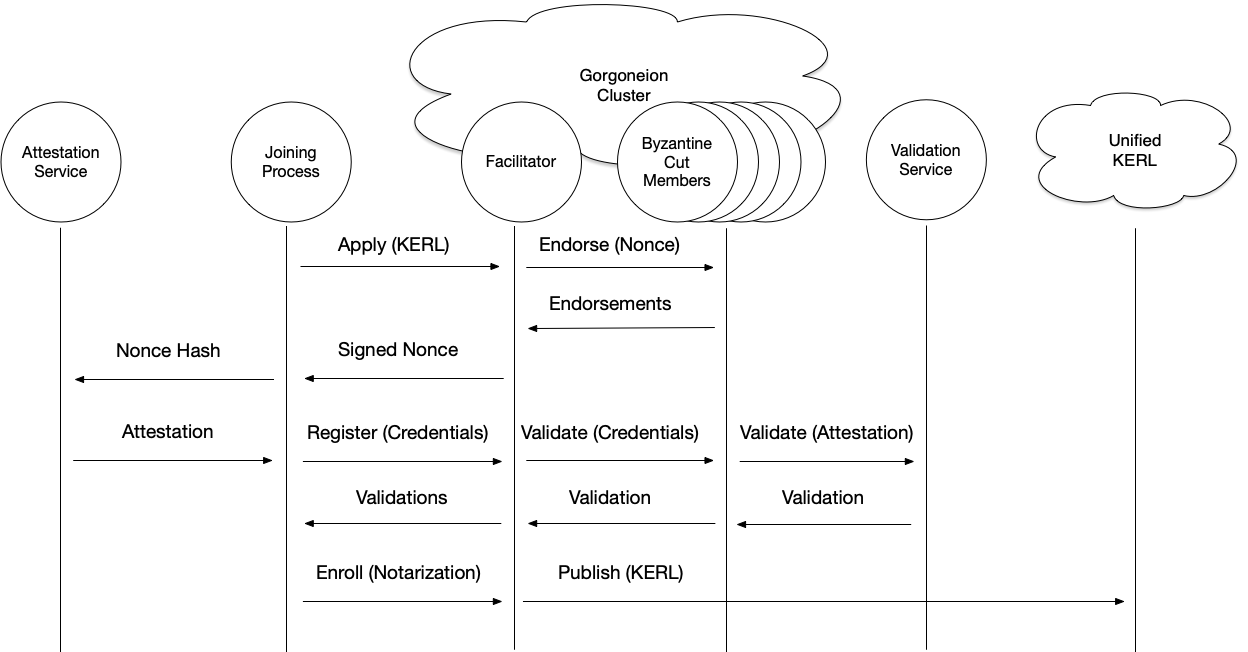 Gorgoneion
Cluster
Attestation
Service
Joining
Process
Facilitator
Byzantine
Cut
Members
Validation
Service
Unified
KERL
Apply (KERL)
Endorse (Nonce)
Endorsements
Nonce Hash
Signed Nonce
Attestation
Register (Credentials)
Validate (Credentials)
Validate (Attestation)
Validations
Validation
Validation
Enroll (Notarization)
Publish (KERL)